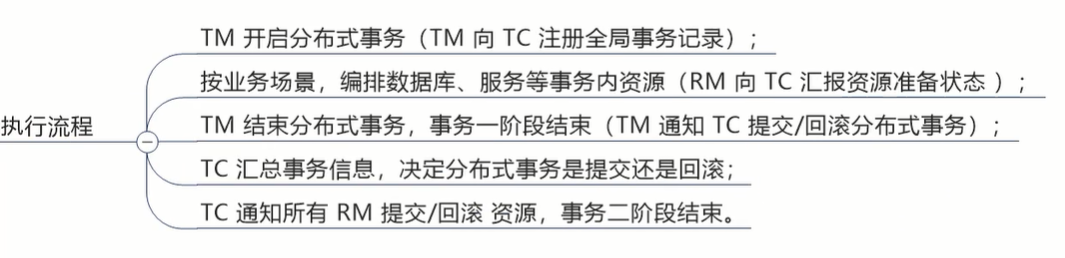 TM 开启分布式事务（TM 向 TC 注册全局事务记录）；
按业务场景，编排数据库、服务等事务内资源（RM 向 TC 汇报资源准备状态 ）；
执行流程
TM 结束分布式事务，事务一阶段结束（TM 通知 TC 提交/回滚分布式事务）；
TC 汇总事务信息，决定分布式事务是提交还是回滚；
TC 通知所有 RM 提交/回滚 资源，事务二阶段结束。